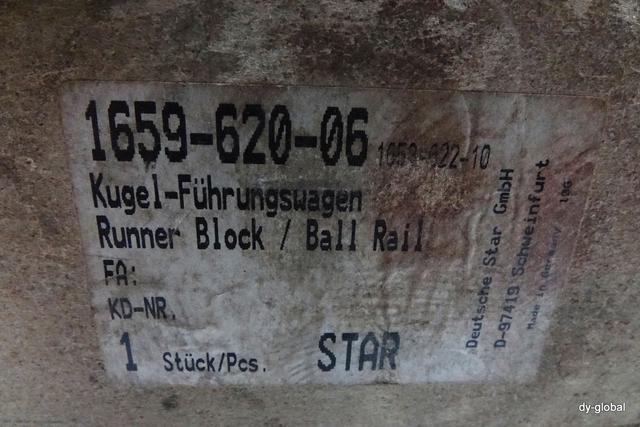 1659-620-06 1659-622-10
Kugel-Führungswagen
Runner Block / Ball Rail
FA:
KD-NR.
1 Stück/Pcs. STAR
Deutsche Star GmbH
D-97419 Schweinfurt
Made in Germany
dy-global